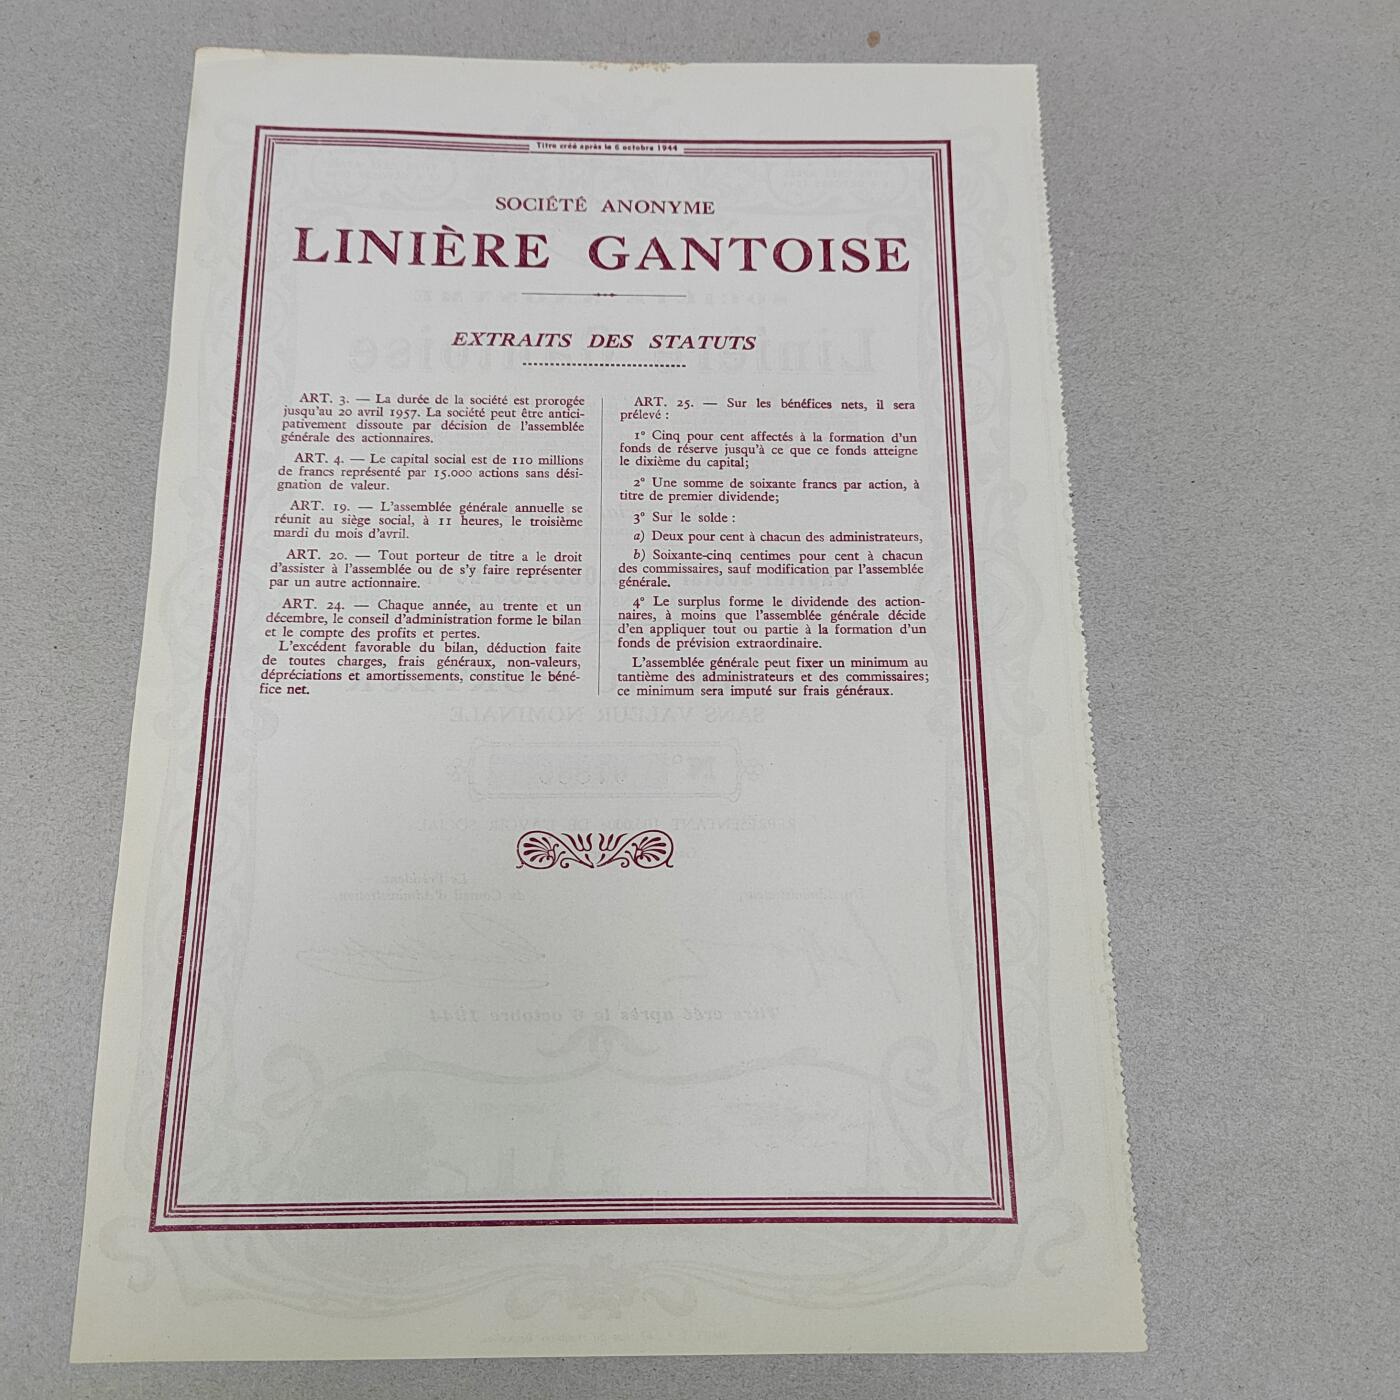 Titre créé après le 6 octobre 1944
SOCIÉTÉ ANONYME
LINIÈRE GANTOISE
EXTRAITS DES STATUTS
ART. 3. — La durée de la société est prorogée
jusqu'au 20 avril 1957. La société peut être antici-
pativement dissoute par décision de l'assemblée
générale des actionnaires.
ART. 4. — Le capital social est de 110 millions
de francs représenté par 15.000 actions sans dési-
gnation de valeur.
ART. 19. — L'assemblée générale annuelle se
réunit au siège social, à 11 heures, le troisième
mardi du mois d'avril.
ART. 20. — Tout porteur de titre a le droit
d'assister à l'assemblée ou de s'y faire représenter
par un autre actionnaire.
ART. 24. — Chaque année, au trente et un
décembre, le conseil d'administration forme le bilan
et le compte des profits et pertes.
L'excédent favorable du bilan, déduction faite
de toutes charges, frais généraux, non-valeurs,
dépréciations et amortissements, constitue le béné-
fice net.
ART. 25. — Sur les bénéfices nets, il sera
prélevé :
1° Cinq pour cent affectés à la formation d'un
fonds de réserve jusqu'à ce que ce fonds atteigne
le dixième du capital;
2° Une somme de soixante francs par action, à
titre de premier dividende;
3° Sur le solde :
a) Deux pour cent à chacun des administrateurs,
b) Soixante-cinq centimes pour cent à chacun
des commissaires, sauf modification par l'assemblée
générale.
4° Le surplus forme le dividende des action-
naires, à moins que l'assemblée générale décide
d'en appliquer tout ou partie à la formation d'un
fonds de prévision extraordinaire.
L'assemblée générale peut fixer un minimum au
tantième des administrateurs et des commissaires;
ce minimum sera imputé sur frais généraux.